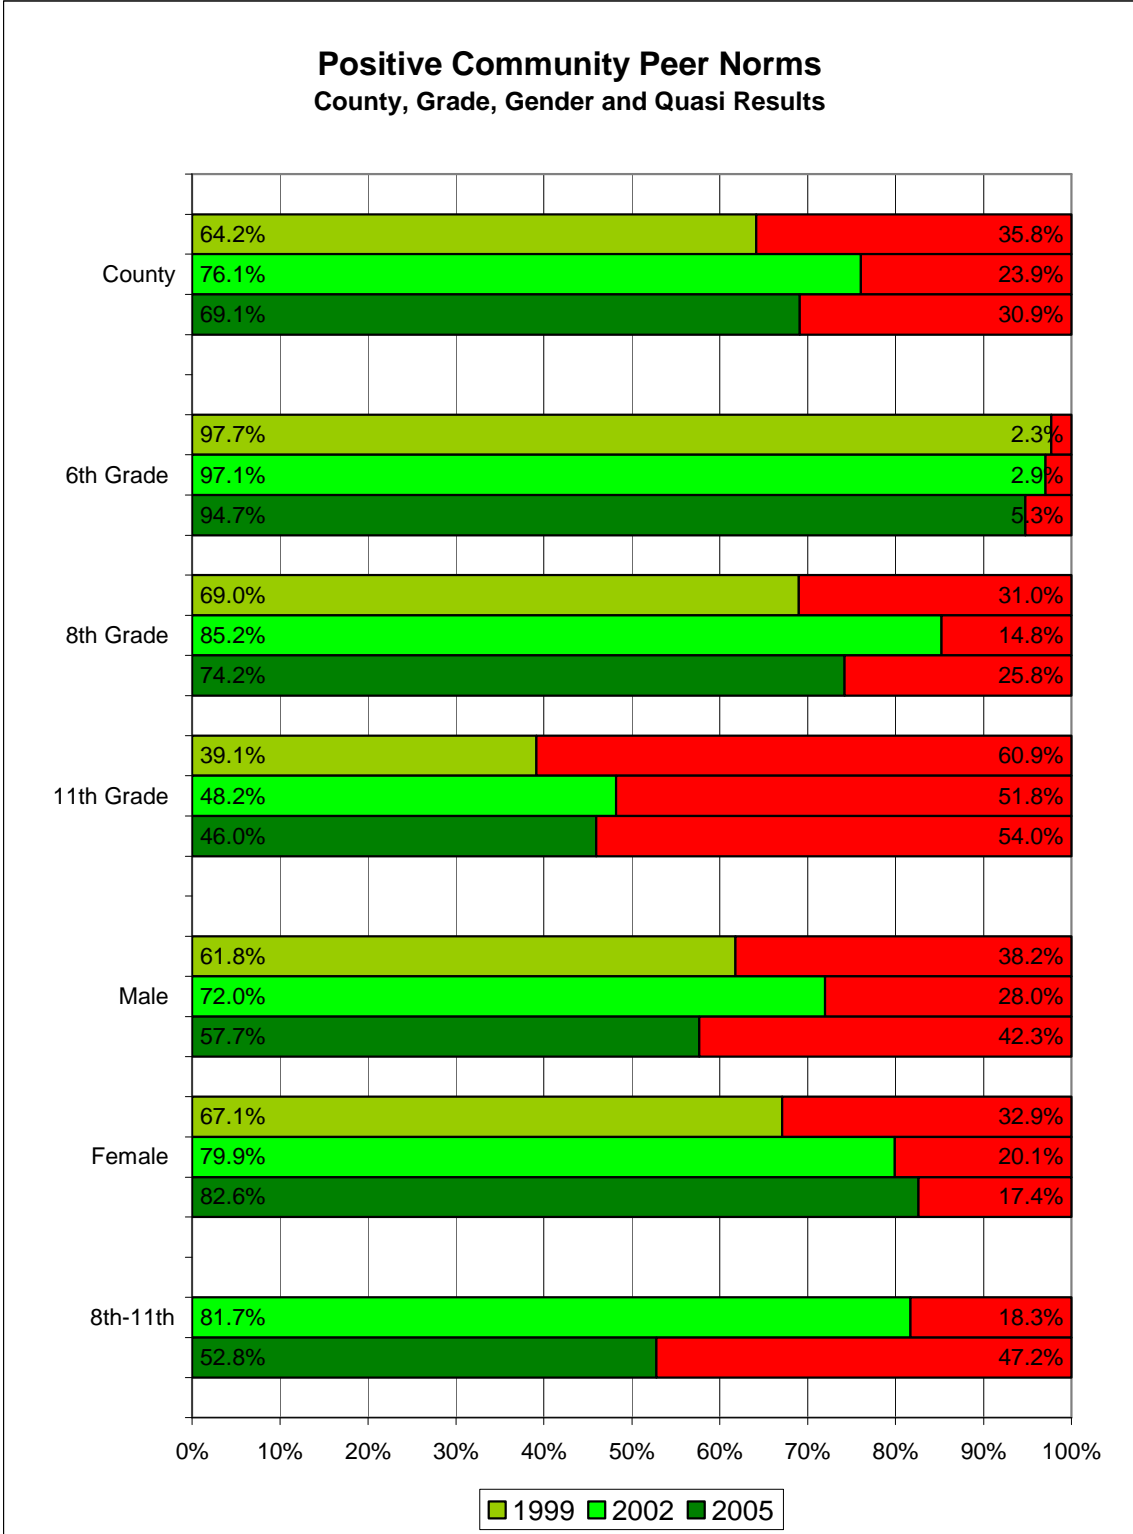 Positive Community Peer Norms
County, Grade, Gender and Quasi Results
64.2% 35.8%
County 76.1% 23.9%
69.1% 30.9%
97.7% 2.3%
6th Grade 97.1% 2.9%
94.7% 5.3%
69.0% 31.0%
8th Grade 85.2% 14.8%
74.2% 25.8%
39.1% 60.9%
11th Grade 48.2% 51.8%
46.0% 54.0%
61.8% 38.2%
Male 72.0% 28.0%
57.7% 42.3%
67.1% 32.9%
Female 79.9% 20.1%
82.6% 17.4%
8th-11th 81.7% 18.3%
52.8% 47.2%
0% 10% 20% 30% 40% 50% 60% 70% 80% 90% 100%
1999 2002 2005